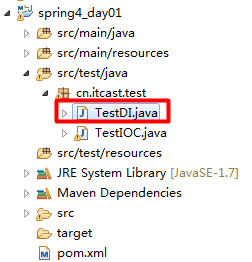 spring4_day01
src/main/java
src/main/resources
src/test/java
cn.itcast.test
TestDI.java
TestIOC.java
src/test/resources
JRE System Library [JavaSE-1.7]
Maven Dependencies
src
target
pom.xml